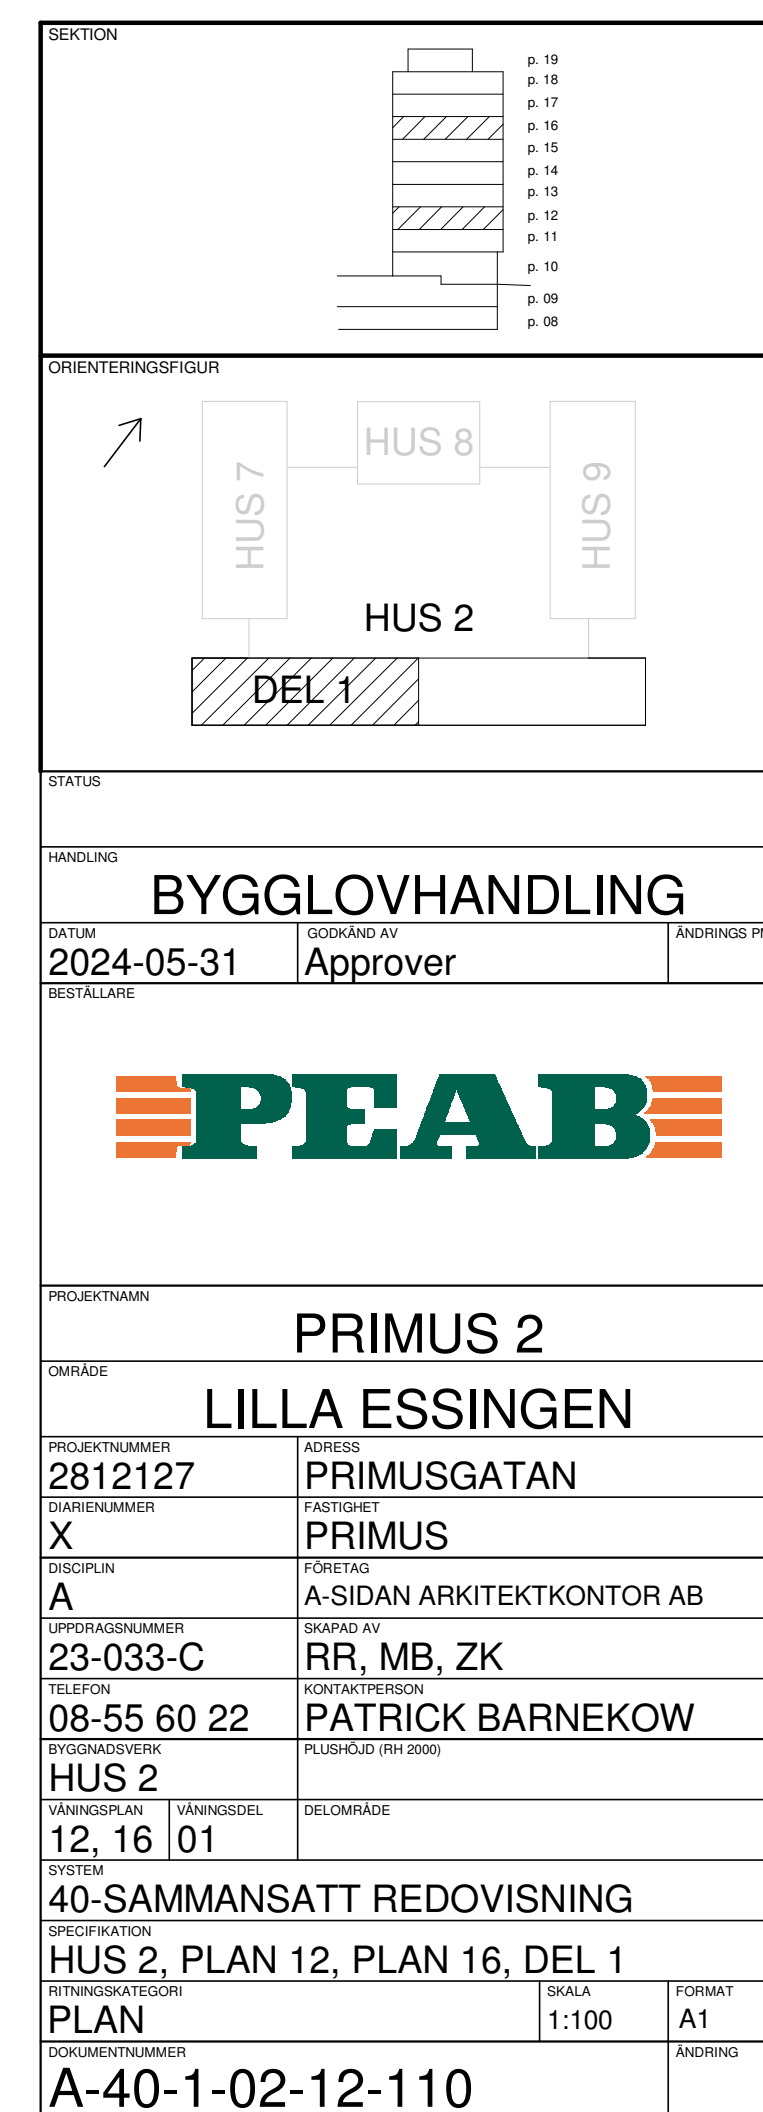 SEKTION
p. 19
p. 18
p. 17
p. 16
p. 15
p. 14
p. 13
p. 12
p. 11
p. 10
p. 09
p. 08
ORIENTERINGSFIGUR
HUS 7
HUS 8
HUS 9
HUS 2
DEL 1
STATUS
HANDLING
BYGGLOVHANDLING
DATUM GODKÄND AV ÄNDRINGS PM
2024-05-31 Approver
BESTÄLLARE
PEAB
PROJEKTNAMN
PRIMUS 2
OMRÅDE
LILLA ESSINGEN
PROJEKTNUMMER ADRESS
2812127 PRIMUSGATAN
DIARIENUMMER FASTIGHET
X PRIMUS
DISCIPLIN FÖRETAG
A A-SIDAN ARKITEKTKONTOR AB
UPPDRAGSNUMMER SKAPAD AV
23-033-C RR, MB, ZK
TELEFON KONTAKTPERSON
08-55 60 22 PATRICK BARNEKOW
BYGGNADSVERK PLUSHÖJD (RH 2000)
HUS 2
VÅNINGSPLAN VÅNINGSDEL DELOMRÅDE
12, 16 01
SYSTEM
40-SAMMANSATT REDOVISNING
SPECIFIKATION
HUS 2, PLAN 12, PLAN 16, DEL 1
RITNINGSKATEGORI SKALA FORMAT
PLAN 1:100 A1
DOKUMENTNUMMER ÄNDRING
A-40-1-02-12-110